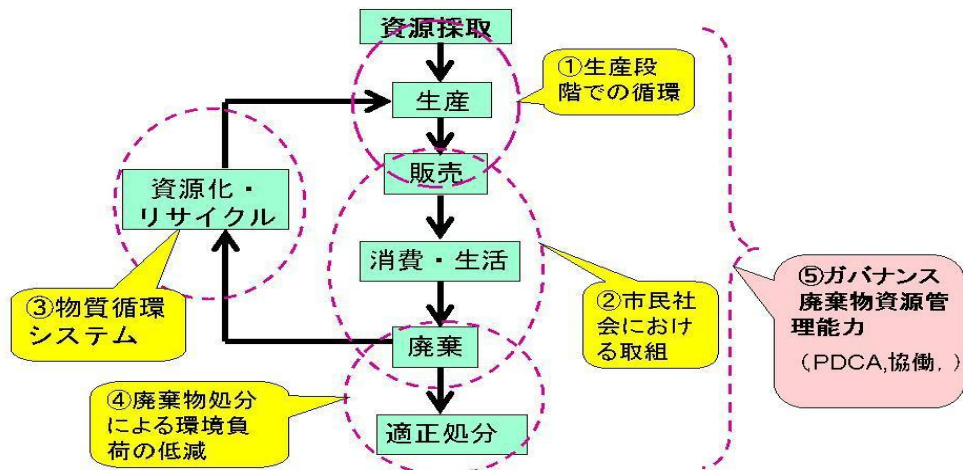 資源採取
①生産段
階での循環
生産
販売
資源化・
リサイクル
消費・生活
③物質循環
システム
②市民社
会における
取組
⑤ガバナンス
廃棄物資源管
理能力
（PDCA,協働, ）
廃棄
④廃棄物処分
による環境負
荷の低減
適正処分